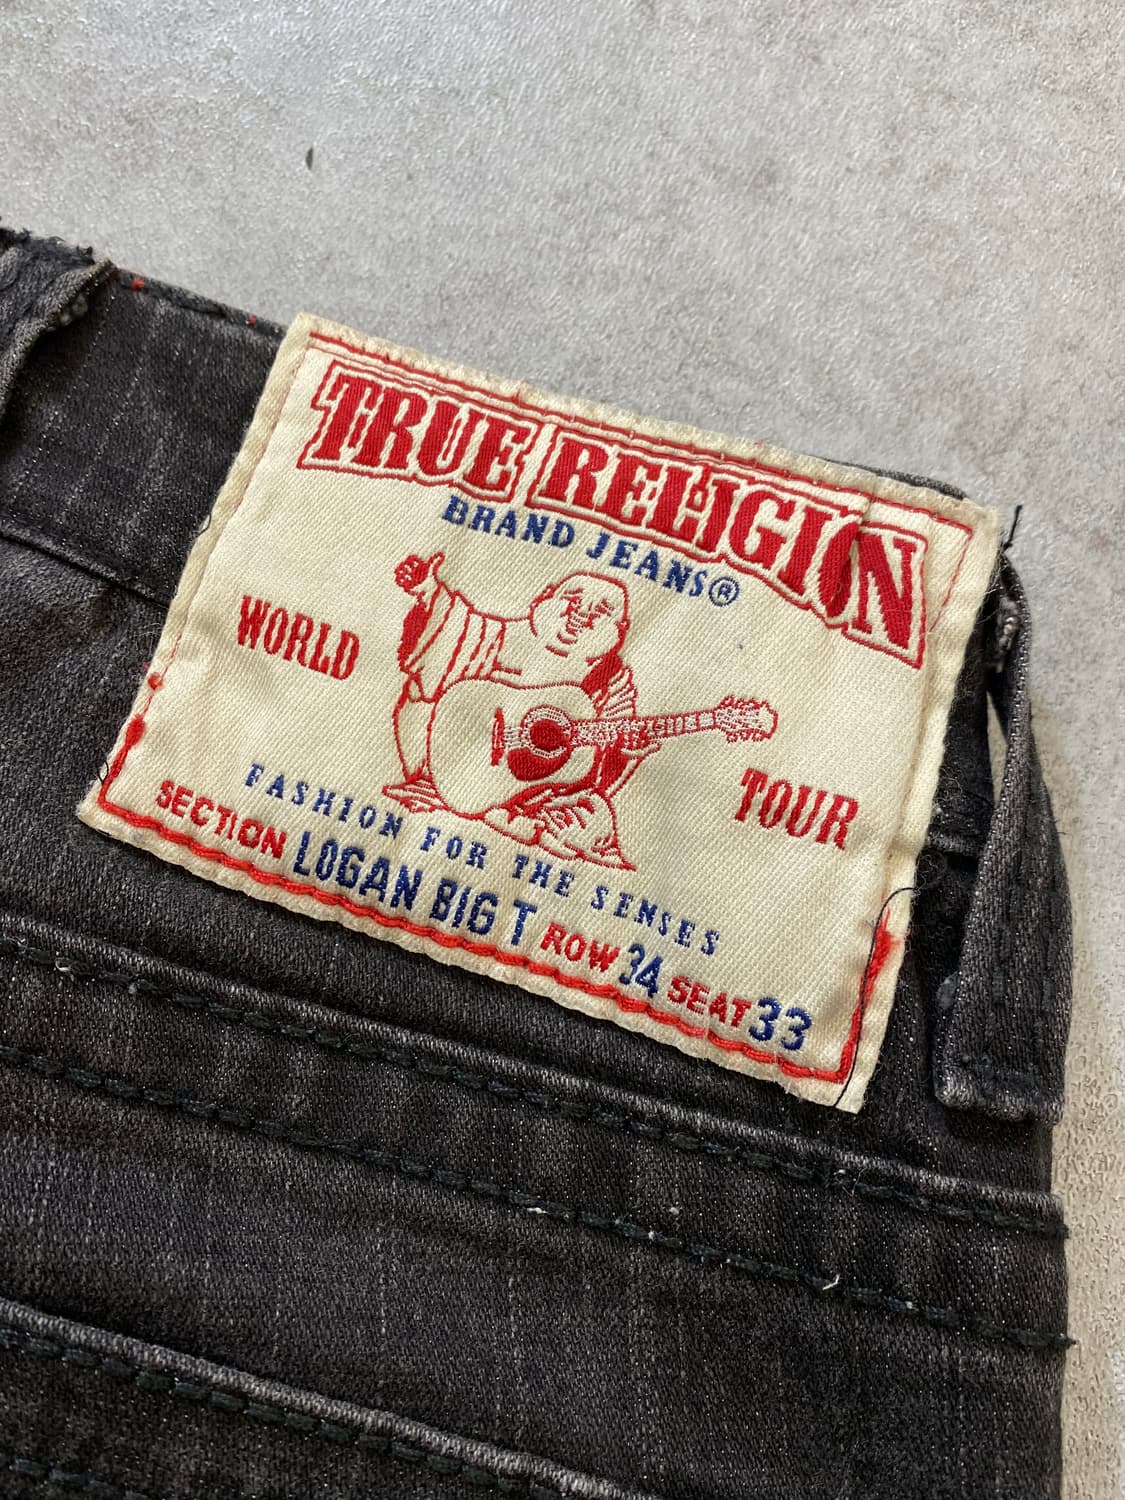 TRUE RELIGION
BRAND JEANS®
WORLD TOUR
FASHION FOR THE SENSES
SECTION LOGAN BIG T ROW 34 SEAT 33